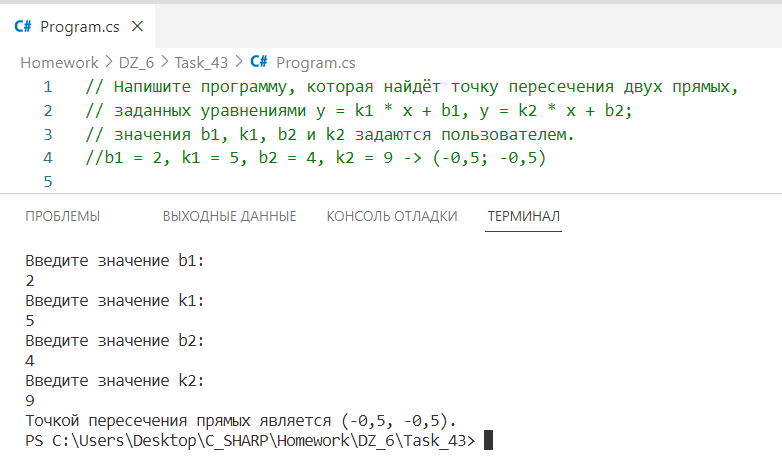 C# Program.cs ×
Homework > DZ_6 > Task_43 > C# Program.cs
1 // Напишите программу, которая найдёт точку пересечения двух прямых,
2 // заданных уравнениями y = k1 * x + b1, y = k2 * x + b2;
3 // значения b1, k1, b2 и k2 задаются пользователем.
4 //b1 = 2, k1 = 5, b2 = 4, k2 = 9 -> (-0,5; -0,5)
5
ПРОБЛЕМЫ ВЫХОДНЫЕ ДАННЫЕ КОНСОЛЬ ОТЛАДКИ ТЕРМИНАЛ
Введите значение b1:
2
Введите значение k1:
5
Введите значение b2:
4
Введите значение k2:
9
Точкой пересечения прямых является (-0,5, -0,5).
PS C:\Users\Desktop\C_SHARP\Homework\DZ_6\Task_43>